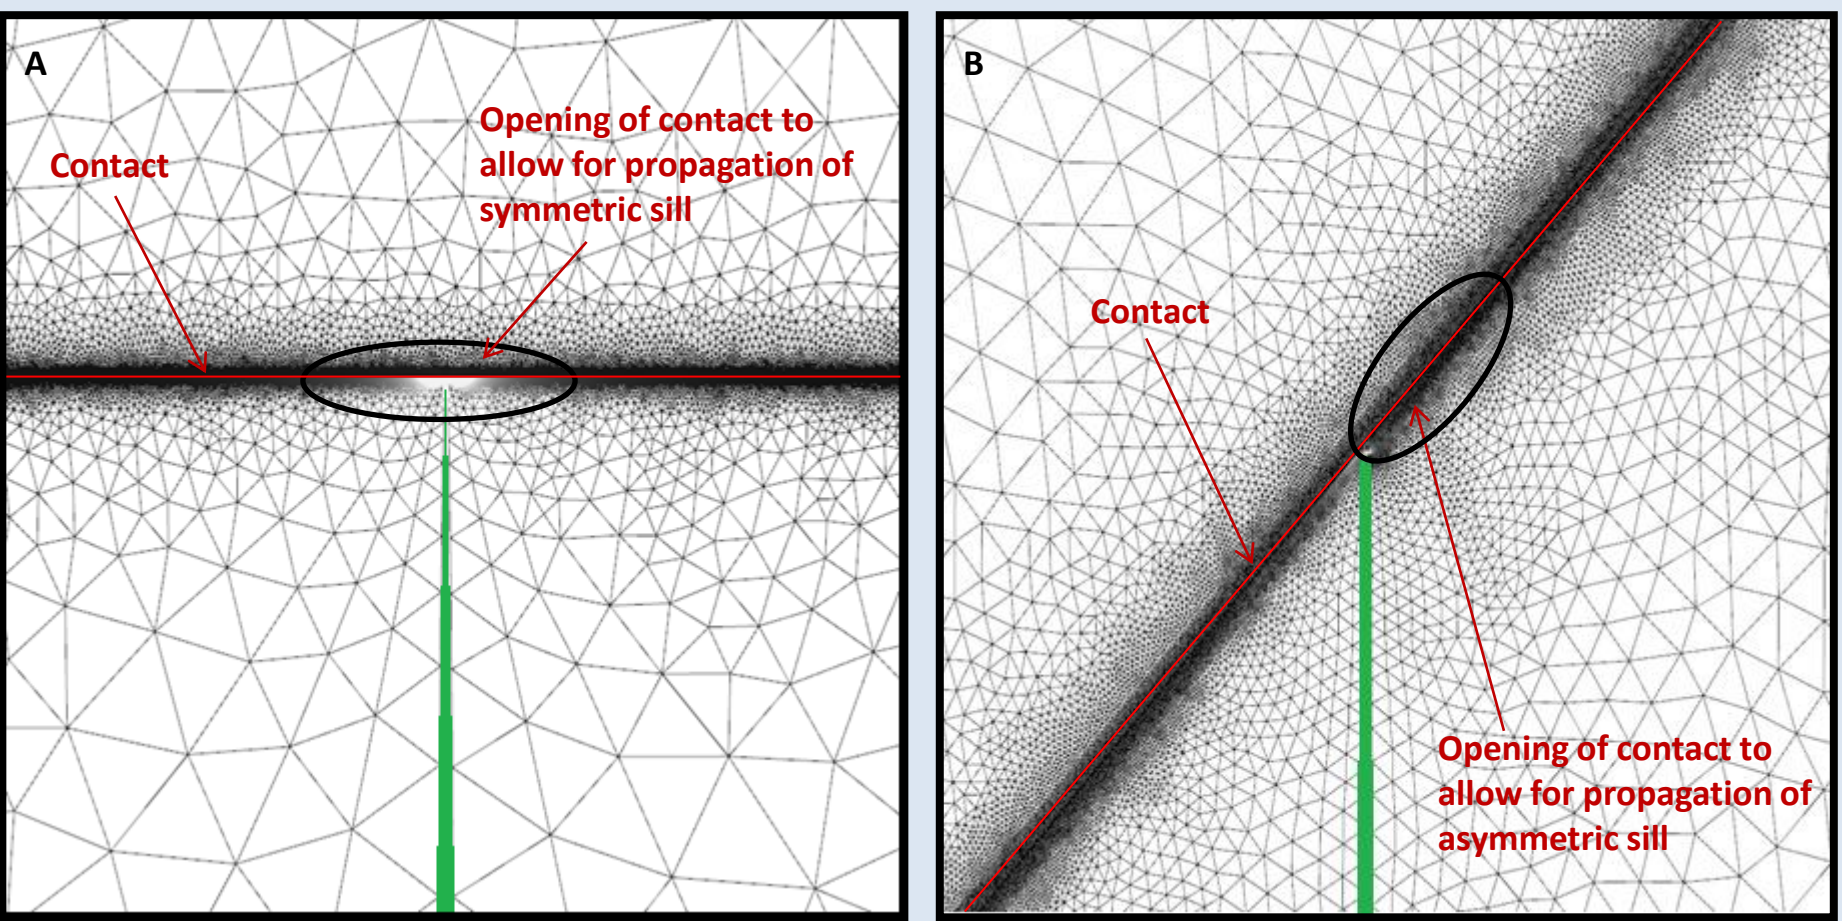 A
Contact
Opening of contact to
allow for propagation of
symmetric sill
B
Contact
Opening of contact to
allow for propagation of
asymmetric sill